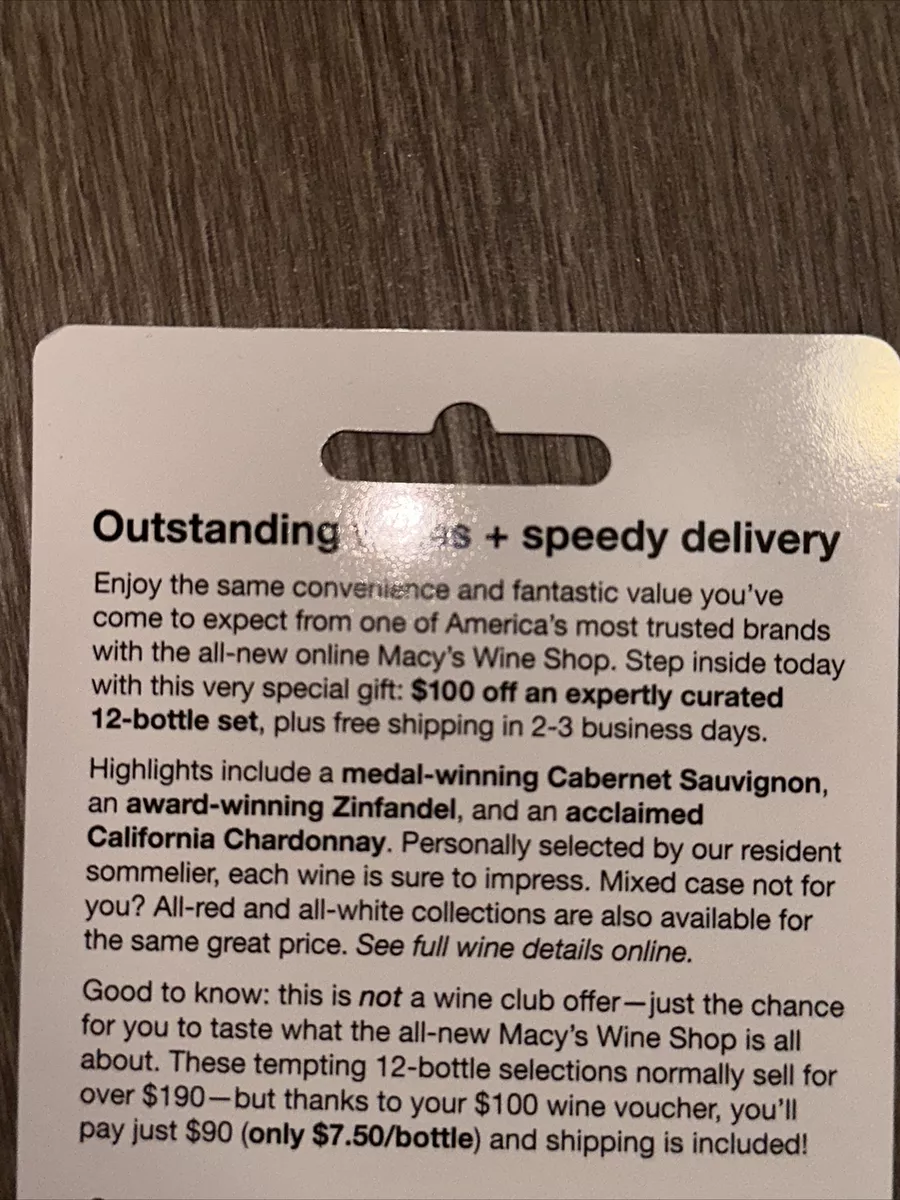 Outstanding + speedy delivery
Enjoy the same convenience and fantastic value you've
come to expect from one of America's most trusted brands
with the all-new online Macy's Wine Shop. Step inside today
with this very special gift: $100 off an expertly curated
12-bottle set, plus free shipping in 2-3 business days.
Highlights include a medal-winning Cabernet Sauvignon,
an award-winning Zinfandel, and an acclaimed
California Chardonnay. Personally selected by our resident
sommelier, each wine is sure to impress. Mixed case not for
you? All-red and all-white collections are also available for
the same great price. See full wine details online.
Good to know: this is not a wine club offer—just the chance
for you to taste what the all-new Macy's Wine Shop is all
about. These tempting 12-bottle selections normally sell for
over $190—but thanks to your $100 wine voucher, you'll
pay just $90 (only $7.50/bottle) and shipping is included!